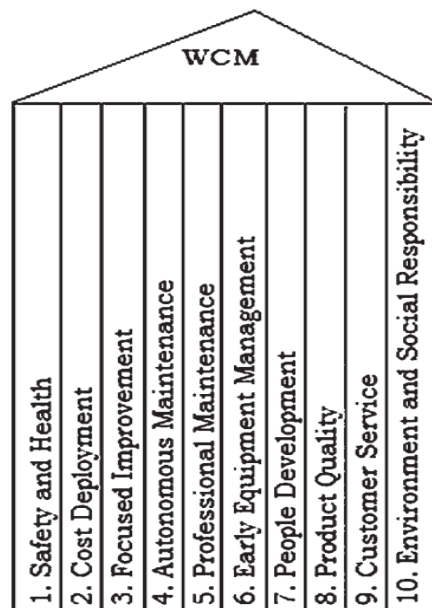 WCM
1. Safety and Health
2. Cost Deployment
3. Focused Improvement
4. Autonomous Maintenance
5. Professional Maintenance
6. Early Equipment Management
7. People Development
8. Product Quality
9. Customer Service
10. Environment and Social Responsibility